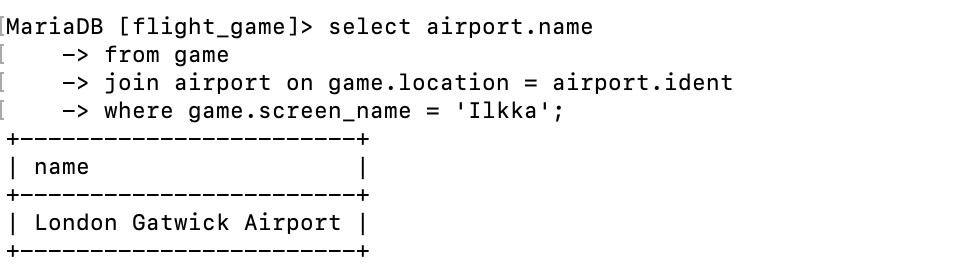 MariaDB [flight_game]> select airport.name
    -> from game
    -> join airport on game.location = airport.ident
    -> where game.screen_name = 'Ilkka';
+------------------------+
| name                   |
+------------------------+
| London Gatwick Airport |
+------------------------+